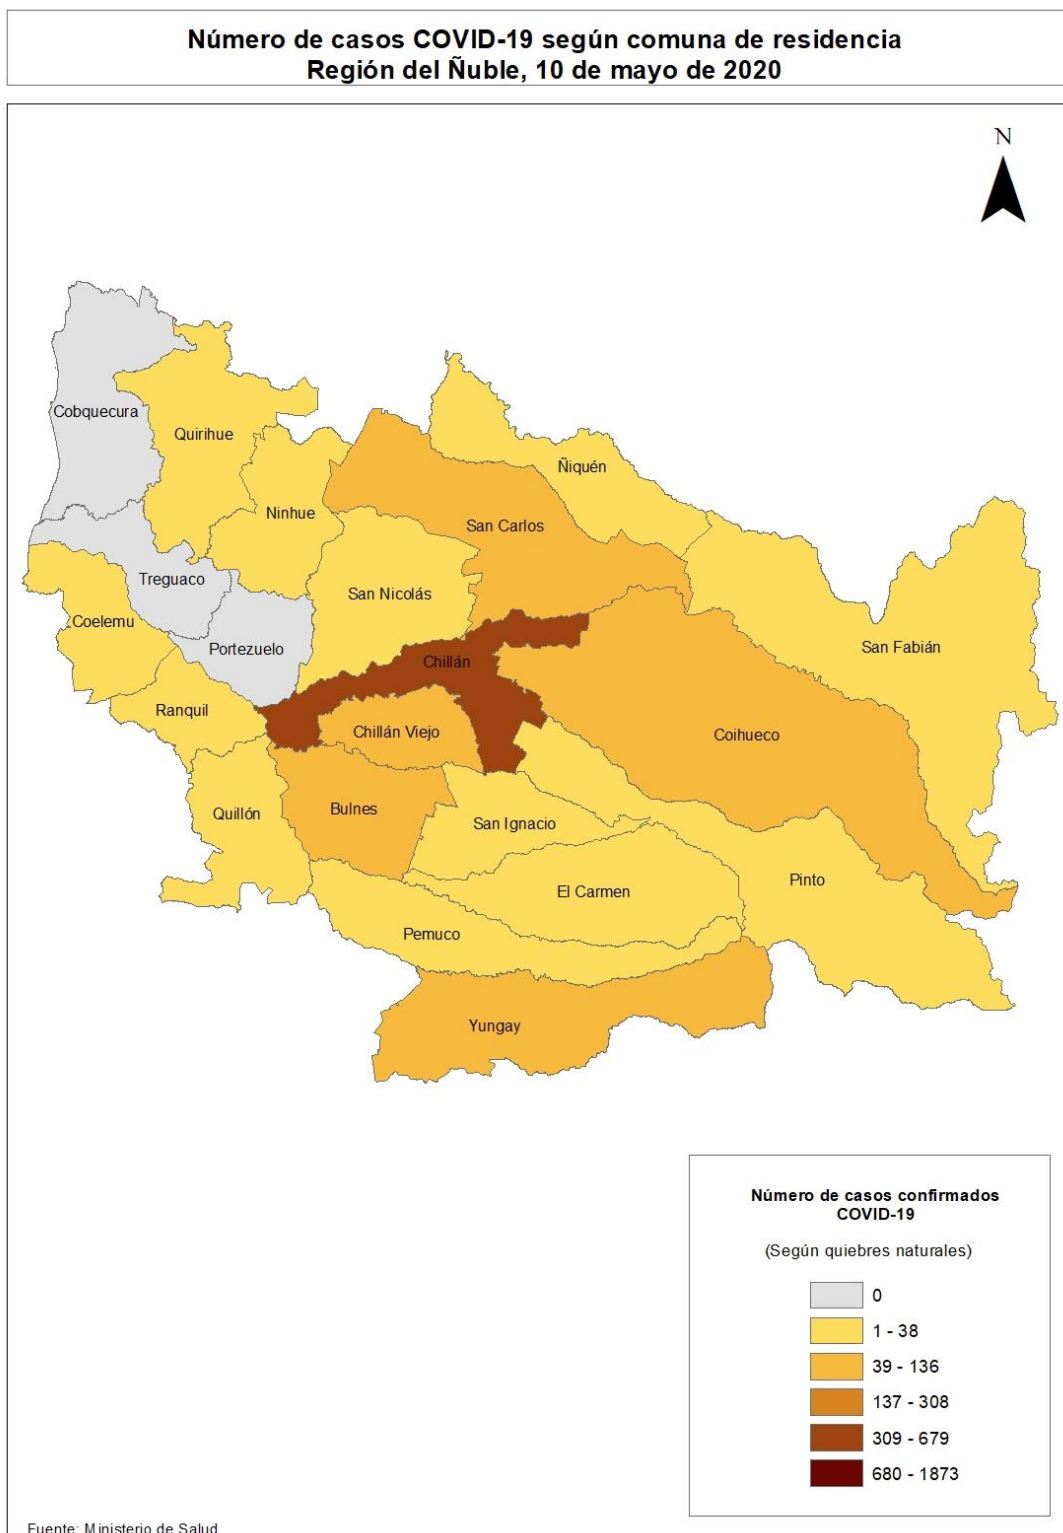 Número de casos COVID-19 según comuna de residencia
Región del Ñuble, 10 de mayo de 2020
N
Cobquecura
Quirihue
Ñiquén
Ninhue
San Carlos
Treguaco
San Nicolás
Coelemu
Portezuelo
San Fabián
Chillán
Ranquil
Chillán Viejo
Coihueco
Bulnes
Quillón
San Ignacio
Pinto
El Carmen
Pemuco
Yungay
Número de casos confirmados
COVID-19
(Según quiebres naturales)
0
1 - 38
39 - 136
137 - 308
309 - 679
680 - 1873
Fuente: Ministerio de Salud